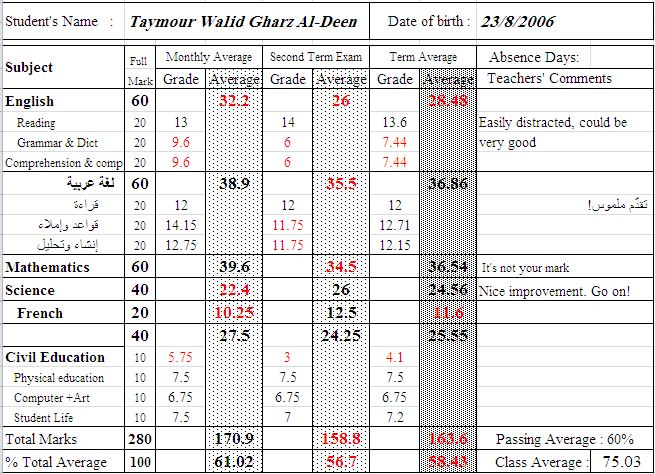 Student's Name : Taymour Walid Gharz Al-Deen Date of birth : 23/8/2006
Subject Full Mark Monthly Average Second Term Exam Term Average Absence Days:
Grade Average Grade Average Grade Average Teachers' Comments
English 60 32.2 26 28.48
Reading 20 13 14 13.6 Easily distracted, could be
Grammar & Dict 20 9.6 6 7.44 very good
Comprehension & comp 20 9.6 6 7.44
لغة عربية 60 38.9 35.5 36.86
قراءة 20 12 12 12 تقدّم ملموس!
قواعد وإملاء 20 14.15 11.75 12.71
إنشاء وتحليل 20 12.75 11.75 12.15
Mathematics 60 39.6 34.5 36.54 It's not your mark
Science 40 22.4 26 24.56 Nice improvement. Go on!
French 20 10.25 12.5 11.6
40 27.5 24.25 25.55
Civil Education 10 5.75 3 4.1
Physical education 10 7.5 7.5 7.5
Computer +Art 10 6.75 6.75 6.75
Student Life 10 7.5 7 7.2
Total Marks 280 170.9 158.8 163.6 Passing Average : 60%
% Total Average 100 61.02 56.7 58.43 Class Average : 75.03